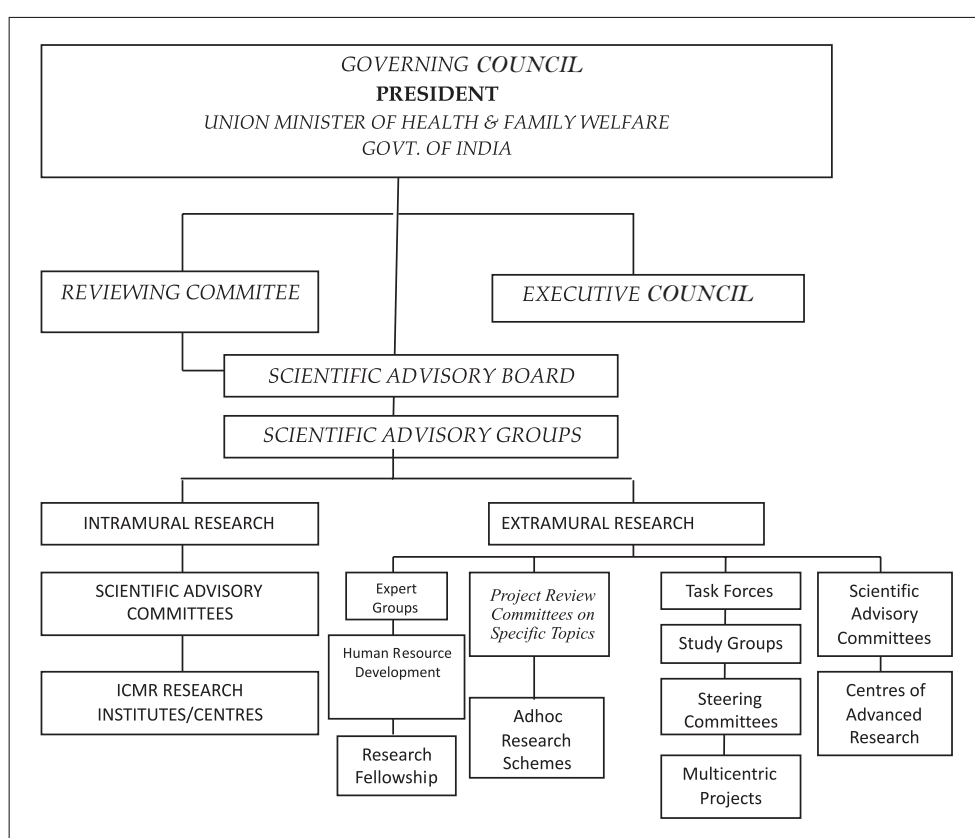 GOVERNING COUNCIL
PRESIDENT
UNION MINISTER OF HEALTH & FAMILY WELFARE
GOVT. OF INDIA
REVIEWING COMMITEE
EXECUTIVE COUNCIL
SCIENTIFIC ADVISORY BOARD
SCIENTIFIC ADVISORY GROUPS
INTRAMURAL RESEARCH
EXTRAMURAL RESEARCH
SCIENTIFIC ADVISORY
COMMITTEES
ICMR RESEARCH
INSTITUTES/CENTRES
Expert
Groups
Human Resource
Development
Research
Fellowship
Project Review
Committees on
Specific Topics
Adhoc
Research
Schemes
Task Forces
Study Groups
Steering
Committees
Multicentric
Projects
Scientific
Advisory
Committees
Centres of
Advanced
Research